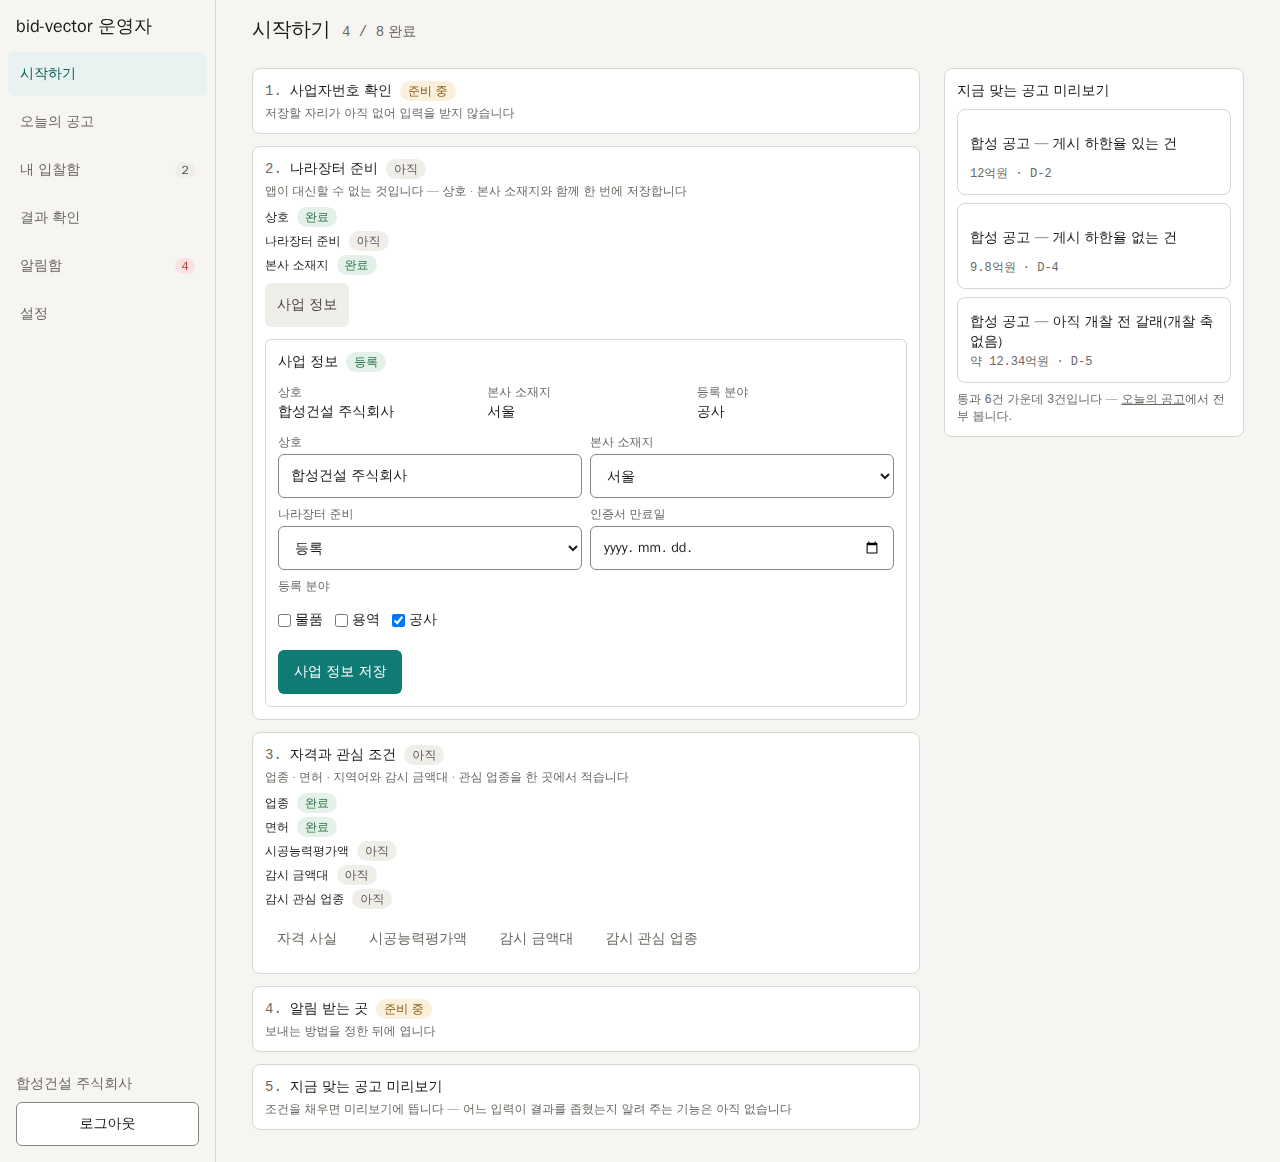 bid-vector 운영자
시작하기
오늘의 공고
내 입찰함 2
결과 확인
알림함 4
설정
합성건설 주식회사
로그아웃
시작하기 4 / 8 완료
1. 사업자번호 확인 준비 중
저장할 자리가 아직 없어 입력을 받지 않습니다
2. 나라장터 준비 아직
앱이 대신할 수 없는 것입니다 — 상호 · 본사 소재지와 함께 한 번에 저장합니다
상호 완료
나라장터 준비 아직
본사 소재지 완료
사업 정보
사업 정보 등록
상호 본사 소재지 등록 분야
합성건설 주식회사 서울 공사
상호 본사 소재지
합성건설 주식회사 서울
나라장터 준비 인증서 만료일
등록 yyyy. mm. dd.
등록 분야
물품 용역 공사
사업 정보 저장
3. 자격과 관심 조건 아직
업종 · 면허 · 지역어와 감시 금액대 · 관심 업종을 한 곳에서 적습니다
업종 완료
면허 완료
시공능력평가액 아직
감시 금액대 아직
감시 관심 업종 아직
자격 사실 시공능력평가액 감시 금액대 감시 관심 업종
4. 알림 받는 곳 준비 중
보내는 방법을 정한 뒤에 엽니다
5. 지금 맞는 공고 미리보기
조건을 채우면 미리보기에 뜹니다 — 어느 입력이 결과를 좁혔는지 알려 주는 기능은 아직 없습니다
지금 맞는 공고 미리보기
합성 공고 — 게시 하한율 있는 건
12억원 · D-2
합성 공고 — 게시 하한율 없는 건
9.8억원 · D-4
합성 공고 — 아직 개찰 전 갈래(개찰 축
없음)
약 12.34억원 · D-5
통과 6건 가운데 3건입니다 — 오늘의 공고에서 전
부 봅니다.